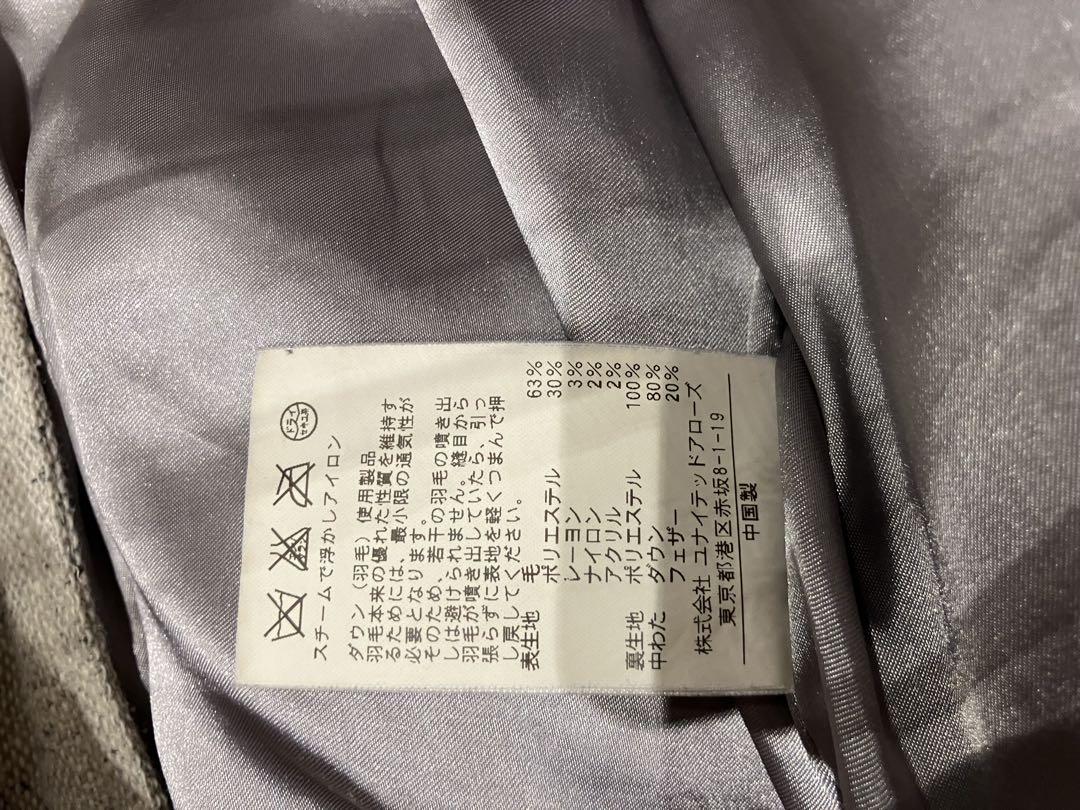 ドライ
セキユ系
スチームで浮かしアイロン
ダウン（羽毛）使用製品
羽毛本来の優れた性質を維持す
るためには、最小限の通気性が
必要となります。
そのため、若干の羽毛の噴き出
しは避けられません。縫目から
羽毛が噴き出していたら、引っ
張らずに表地を軽くつまんで押
し戻してください。
表生地 毛 63%
ポリエステル 30%
レーヨン 3%
ナイロン 2%
アクリル 2%
裏生地 ポリエステル 100%
中わた ダウン 80%
フェザー 20%
株式会社 ユナイテッドアローズ
東京都港区赤坂8-1-19
中国製